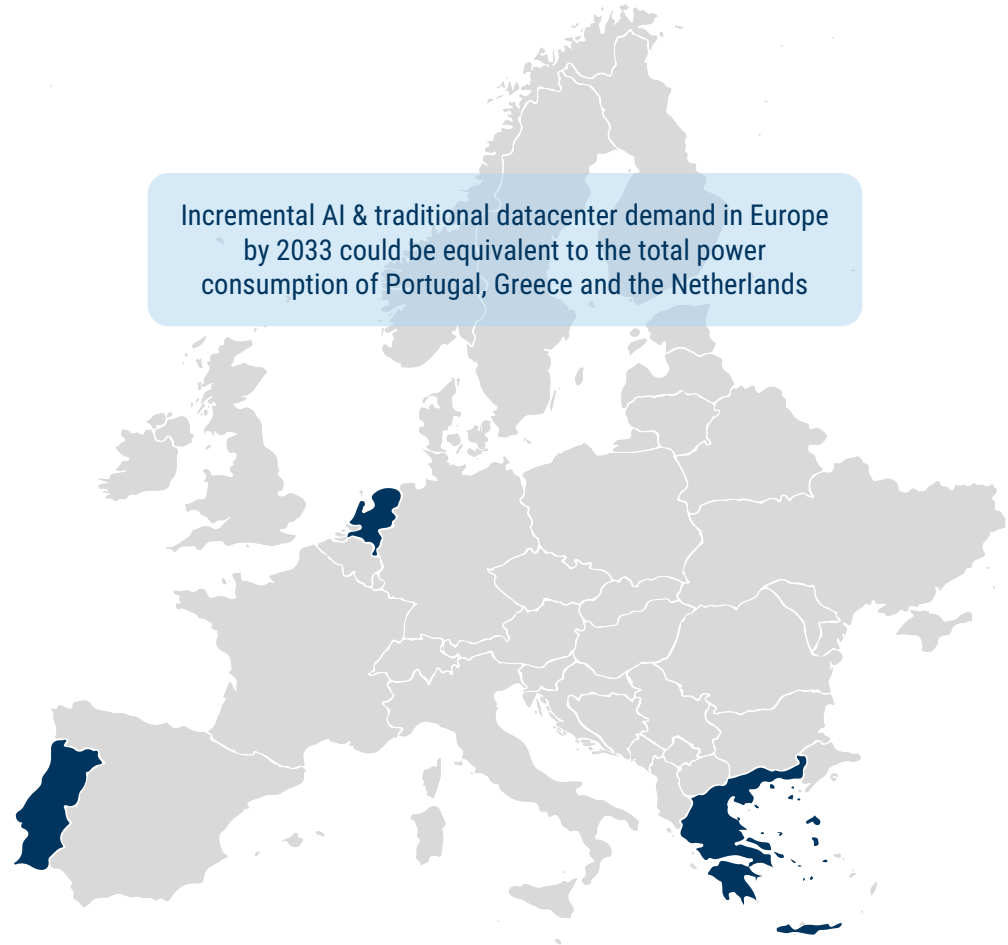 Incremental AI & traditional datacenter demand in Europe
by 2033 could be equivalent to the total power
consumption of Portugal, Greece and the Netherlands